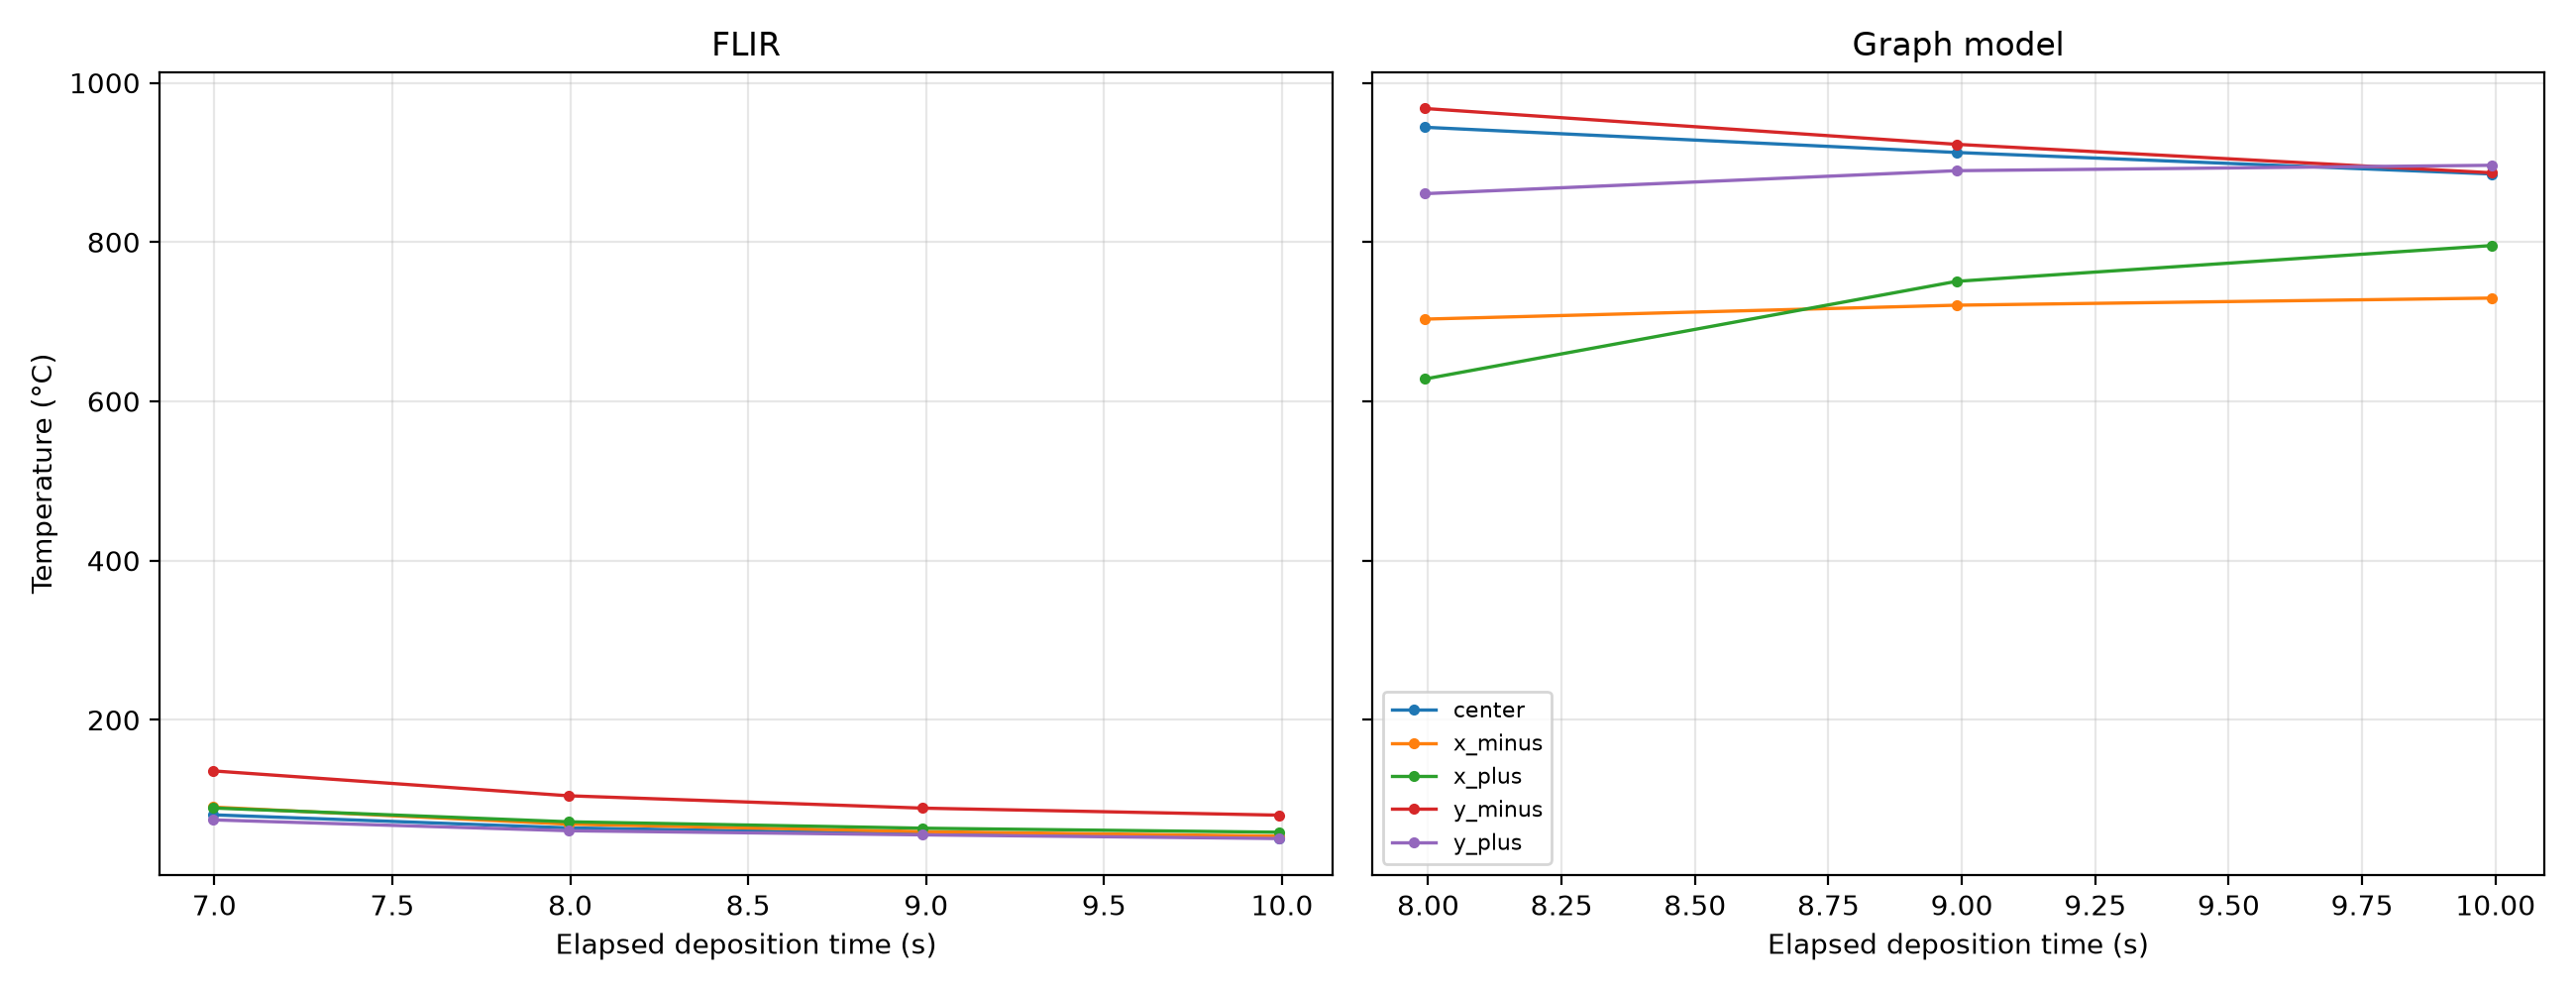 FLIR
Graph model
1000
800
600
400
200
Temperature (°C)
7.0 7.5 8.0 8.5 9.0 9.5 10.0
8.00 8.25 8.50 8.75 9.00 9.25 9.50 9.75 10.00
Elapsed deposition time (s)
Elapsed deposition time (s)
center
x_minus
x_plus
y_minus
y_plus